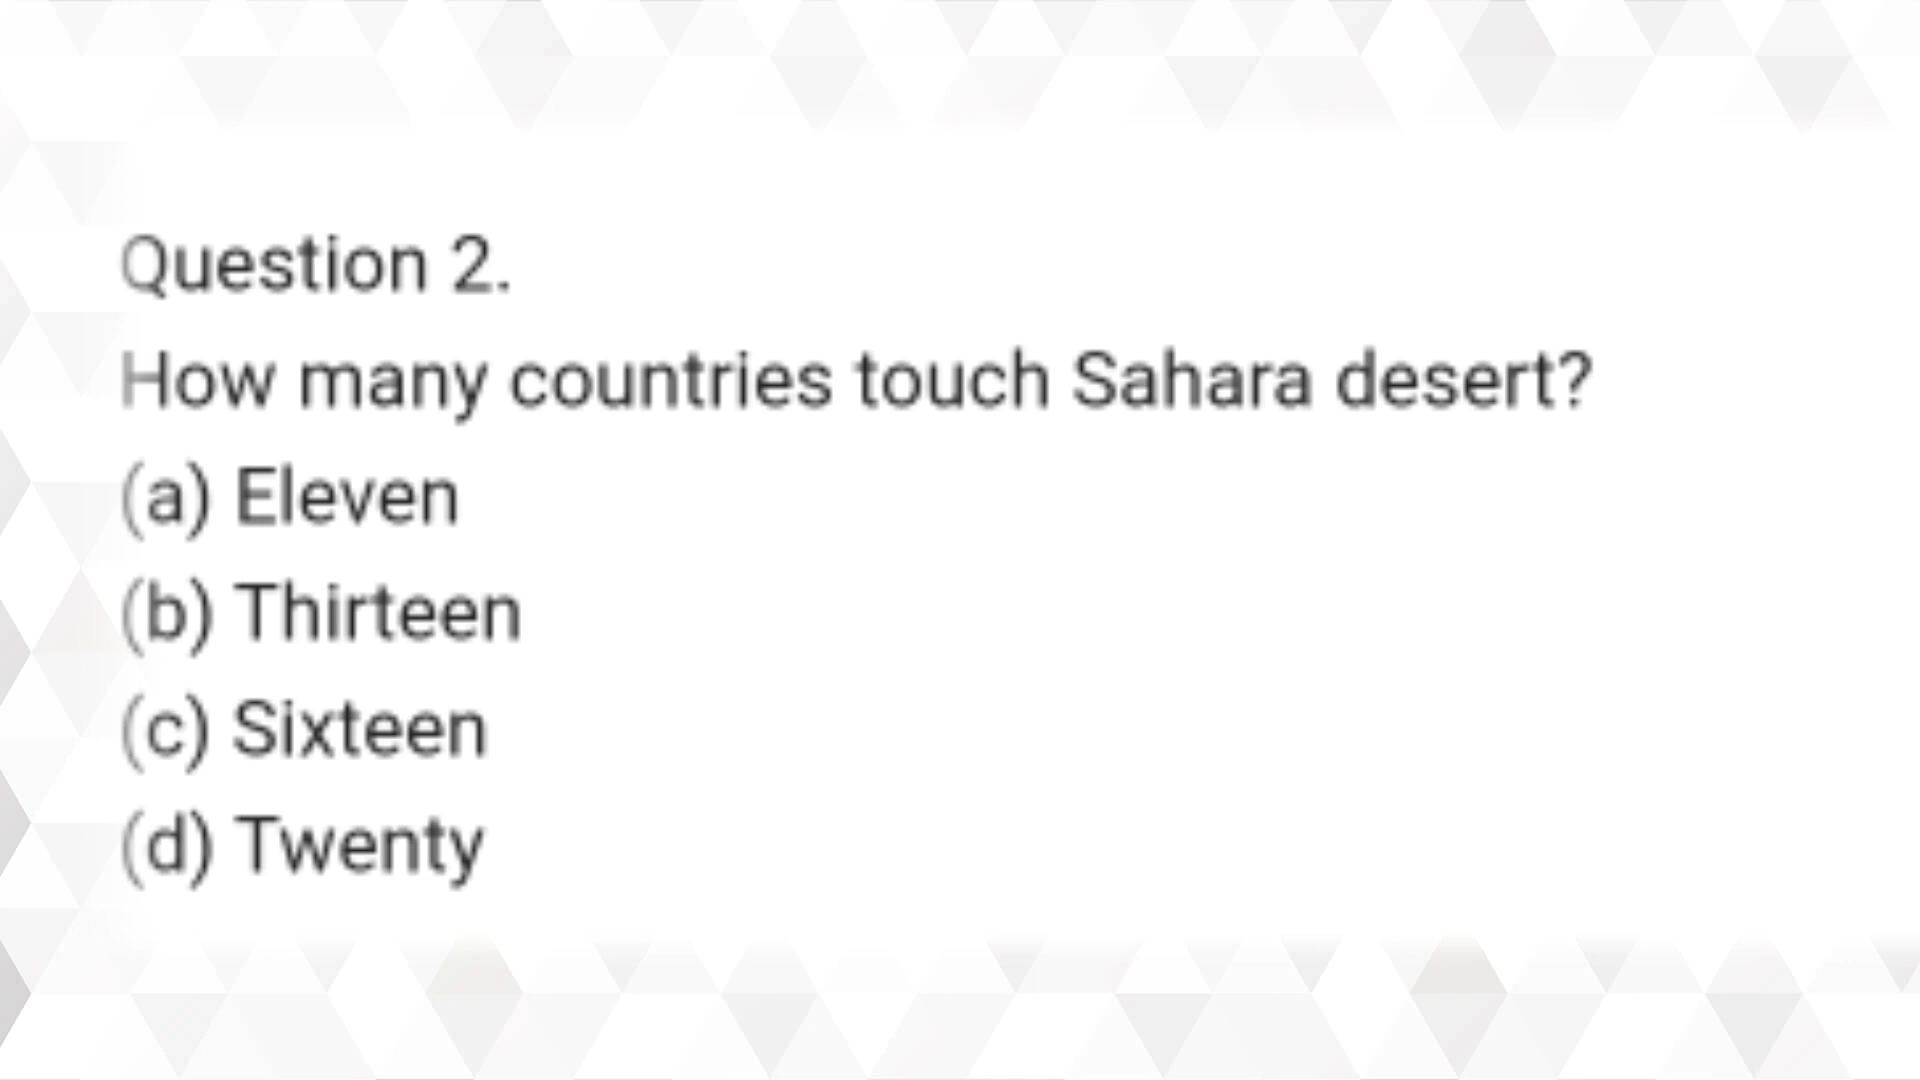 Question 2.
How many countries touch Sahara desert?
(a) Eleven
(b) Thirteen
(c) Sixteen
(d) Twenty